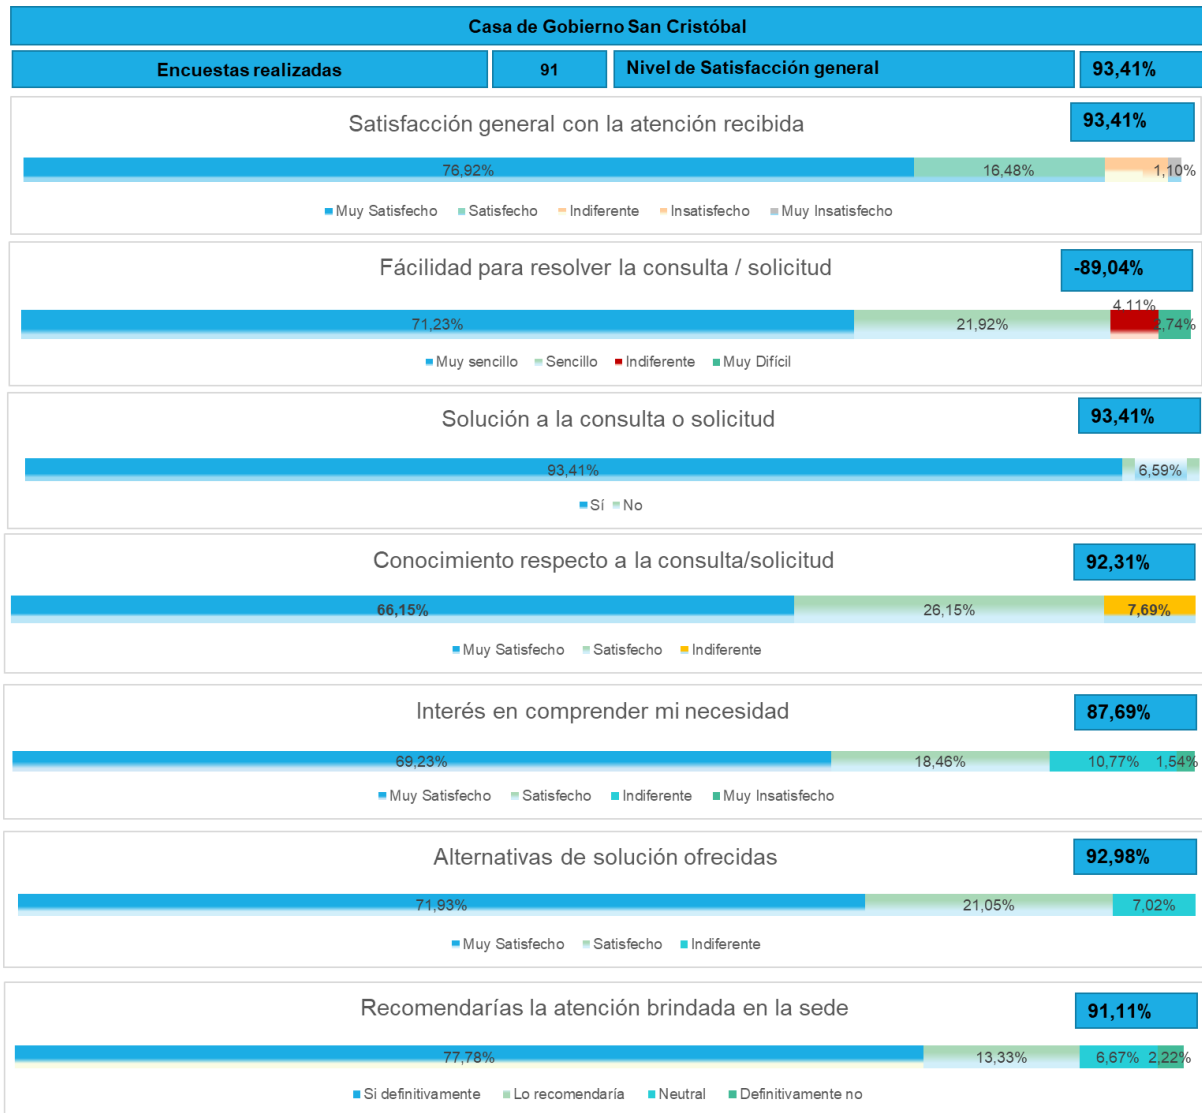 Casa de Gobierno San Cristóbal
Encuestas realizadas 91 Nivel de Satisfacción general 93,41%
Satisfacción general con la atención recibida 93,41%
76,92% 16,48% 1,10%
Muy Satisfecho Satisfecho Indiferente Insatisfecho Muy Insatisfecho
Fácilidad para resolver la consulta / solicitud -89,04%
71,23% 21,92% 4,11% 2,74%
Muy sencillo Sencillo Indiferente Muy Difícil
Solución a la consulta o solicitud 93,41%
93,41% 6,59%
Sí No
Conocimiento respecto a la consulta/solicitud 92,31%
66,15% 26,15% 7,69%
Muy Satisfecho Satisfecho Indiferente
Interés en comprender mi necesidad 87,69%
69,23% 18,46% 10,77% 1,54%
Muy Satisfecho Satisfecho Indiferente Muy Insatisfecho
Alternativas de solución ofrecidas 92,98%
71,93% 21,05% 7,02%
Muy Satisfecho Satisfecho Indiferente
Recomendarías la atención brindada en la sede 91,11%
77,78% 13,33% 6,67% 2,22%
Si definitivamente Lo recomendaría Neutral Definitivamente no